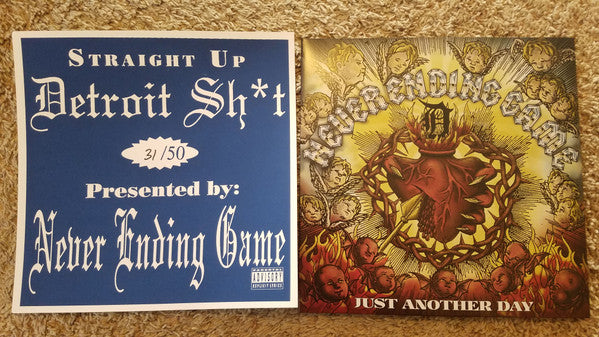 STRAIGHT UP
Detroit Sh*t
31/50
Presented by:
Never Ending Game
PARENTAL
ADVISORY
EXPLICIT LYRICS
NEVER ENDING GAME
D
JUST ANOTHER DAY